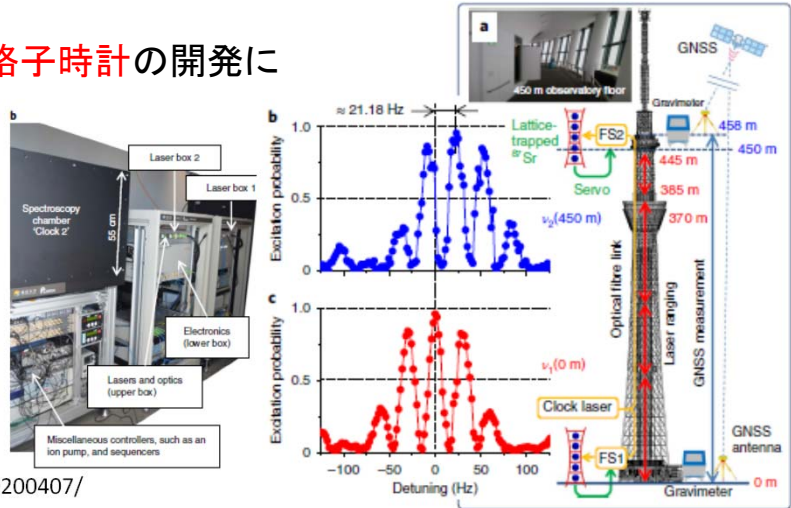 格子時計の開発に
b
Laser box 2
Laser box 1
Spectroscopy
chamber
'Clock 2'
55 cm
Electronics
(lower box)
Lasers and optics
(upper box)
Miscellaneous controllers, such as an
ion pump, and sequencers
200407/
≈ 21.18 Hz
b
1.0
0.5
0
Excitation probability
ν₂(450 m)
c
1.0
0.5
0
Excitation probability
ν₁(0 m)
−100
−50
0
50
100
Detuning (Hz)
a
450 m observatory floor
GNSS
Gravimeter
Lattice-
trapped
⁸⁷Sr
FS2
Servo
458 m
450 m
445 m
385 m
370 m
Optical fibre link
Laser ranging
GNSS measurement
Clock laser
FS1
GNSS
antenna
0 m
Gravimeter